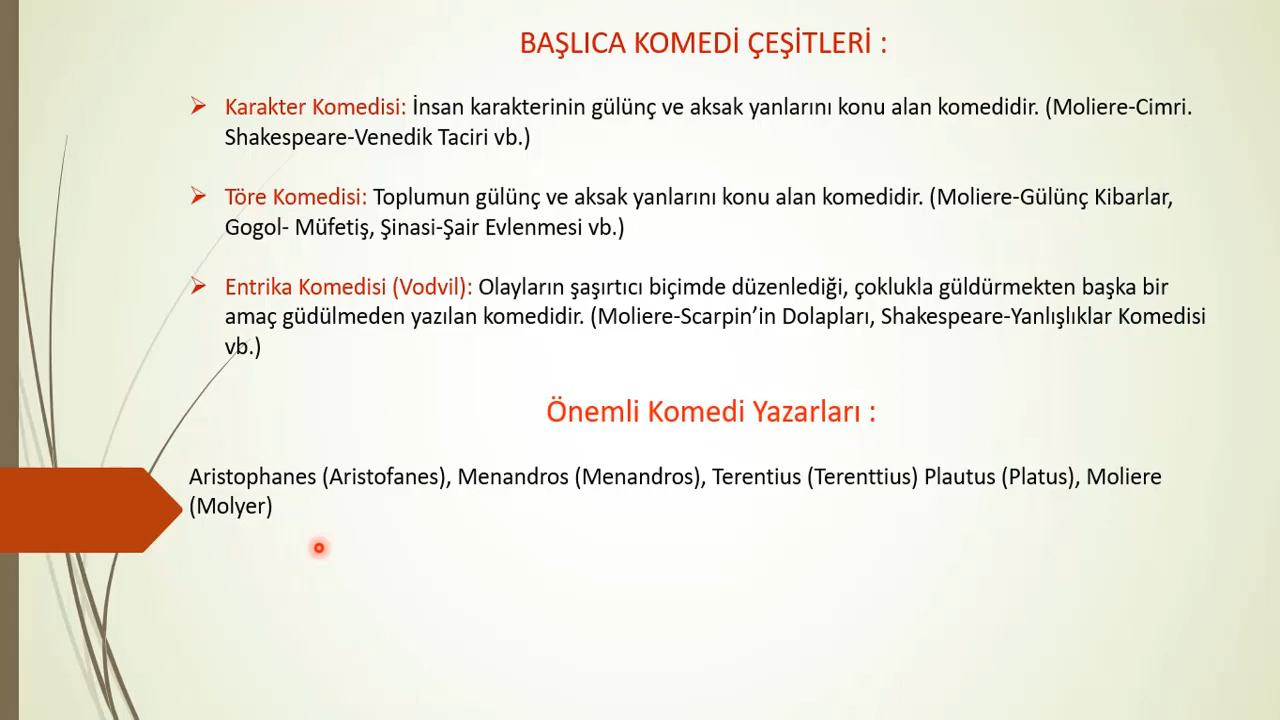 BAŞLICA KOMEDİ ÇEŞİTLERİ :
Karakter Komedisi: İnsan karakterinin gülünç ve aksak yanlarını konu alan komedidir. (Moliere-Cimri.
Shakespeare-Venedik Taciri vb.)
Töre Komedisi: Toplumun gülünç ve aksak yanlarını konu alan komedidir. (Moliere-Gülünç Kibarlar,
Gogol- Müfetiş, Şinasi-Şair Evlenmesi vb.)
Entrika Komedisi (Vodvil): Olayların şaşırtıcı biçimde düzenlediği, çoklukla güldürmekten başka bir
amaç güdülmeden yazılan komedidir. (Moliere-Scarpin’in Dolapları, Shakespeare-Yanlışlıklar Komedisi
vb.)
Önemli Komedi Yazarları :
Aristophanes (Aristofanes), Menandros (Menandros), Terentius (Terenttius) Plautus (Platus), Moliere
(Molyer)